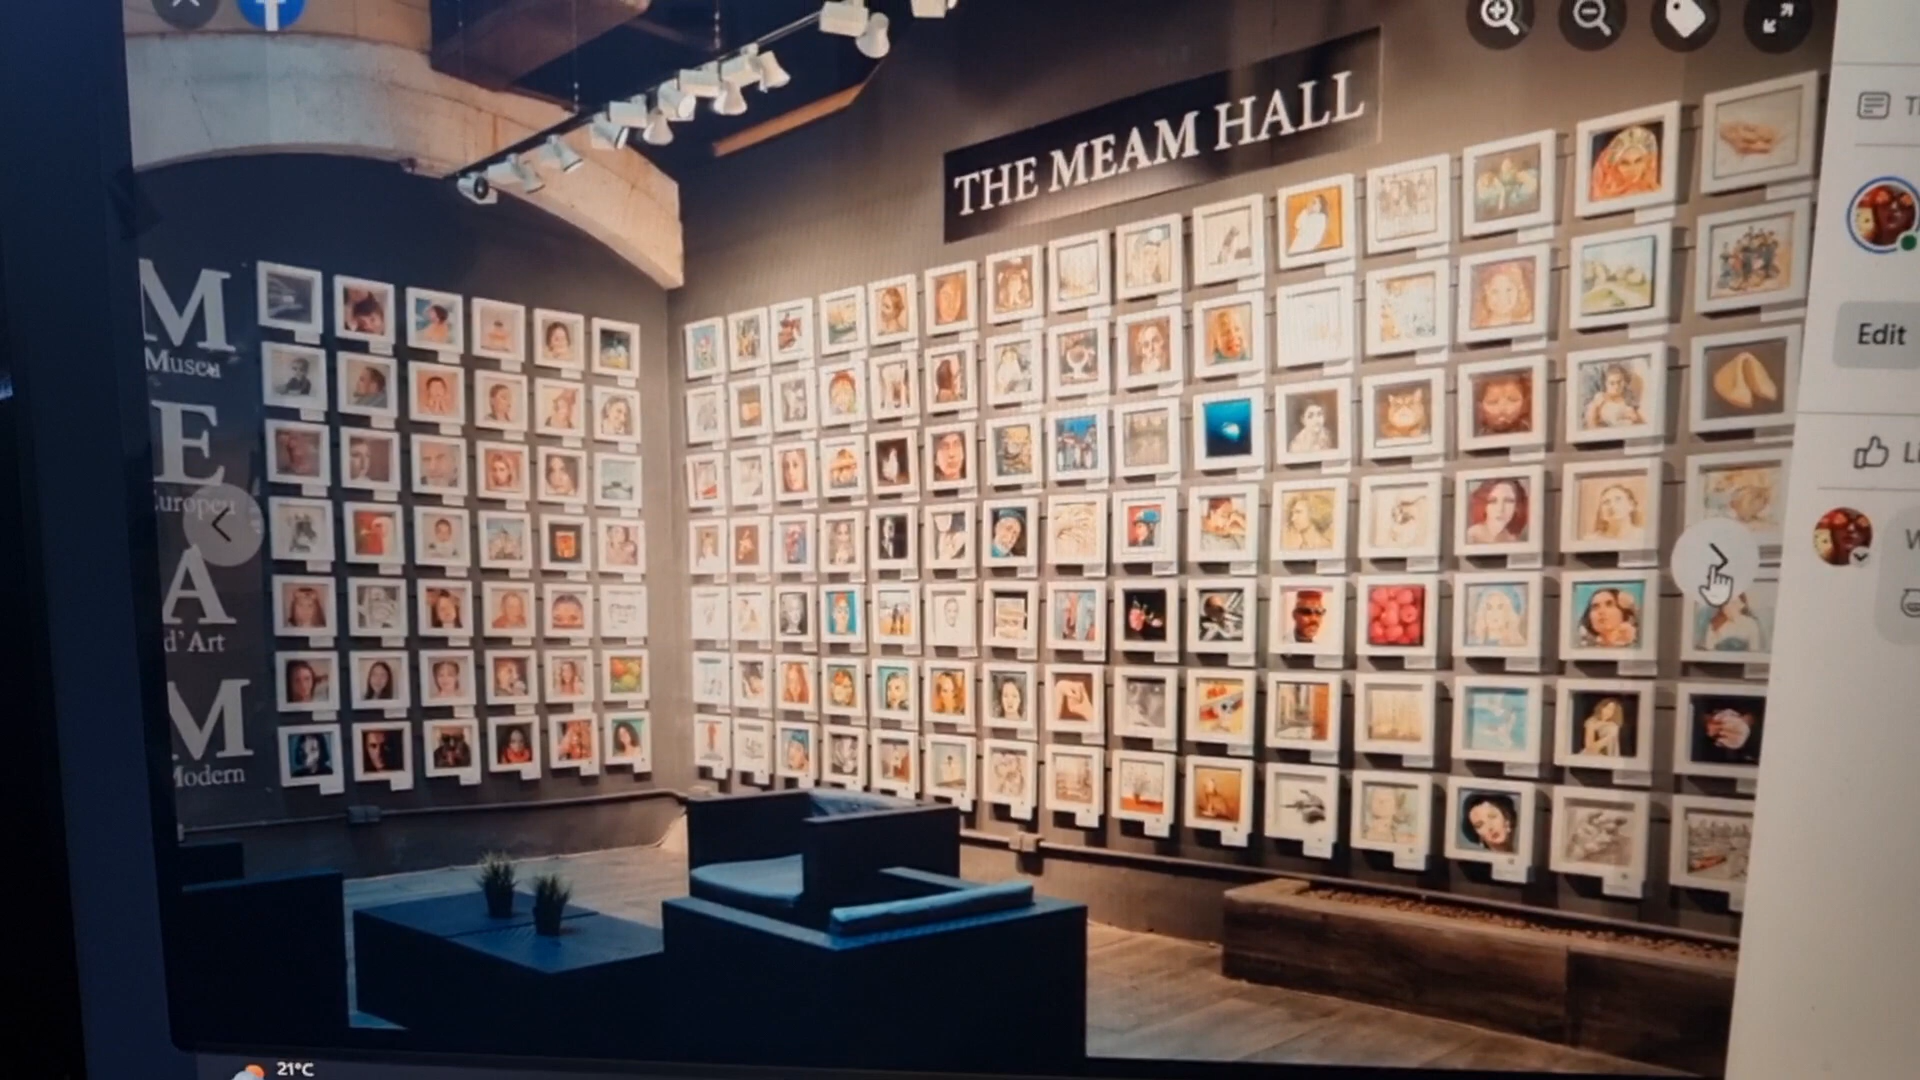 THE MEAM HALL
M
Museu
E
Europeu
A
d'Art
M
Modern
Edit
21°C